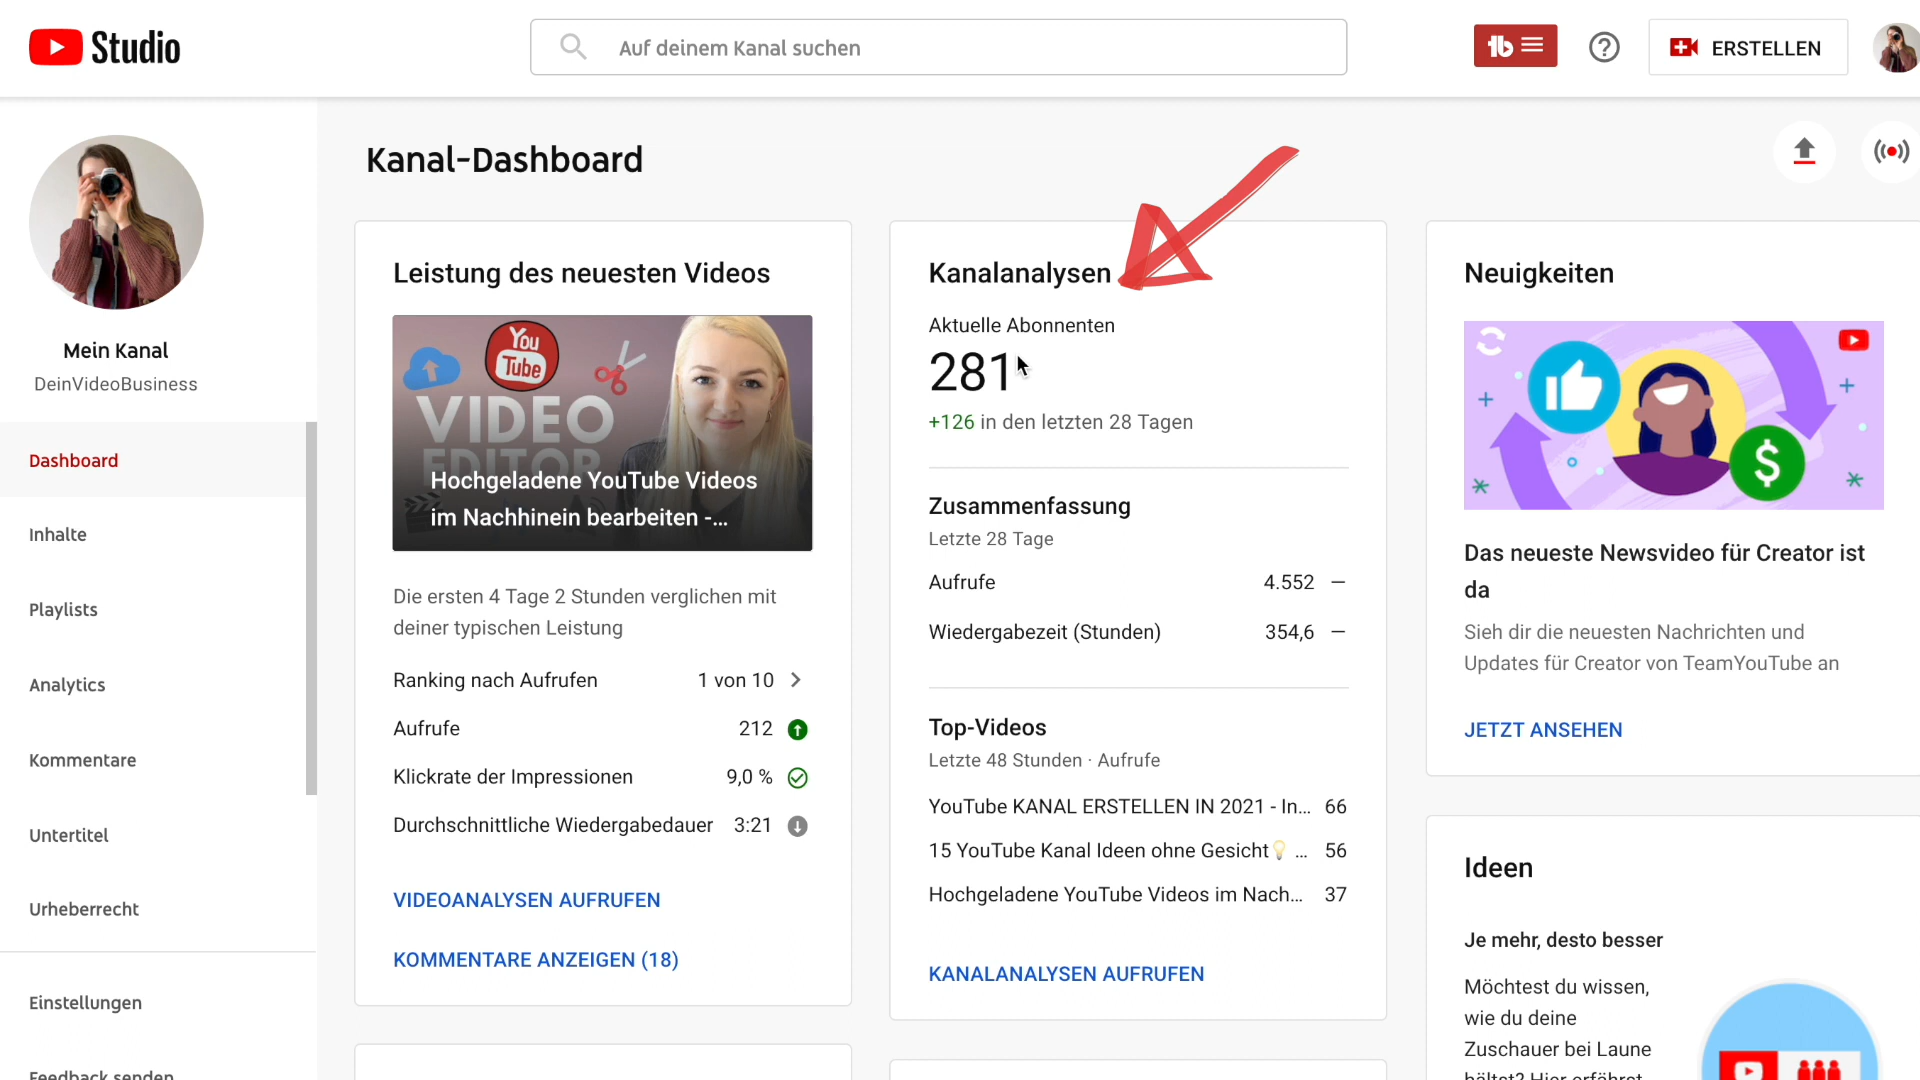 Studio
Auf deinem Kanal suchen
ERSTELLEN
Mein Kanal
DeinVideoBusiness
Dashboard
Inhalte
Playlists
Analytics
Kommentare
Untertitel
Urheberrecht
Einstellungen
Feedback senden
Kanal-Dashboard
Leistung des neuesten Videos
You
Tube
VIDEO
EDITOR
Hochgeladene YouTube Videos
im Nachhinein bearbeiten -...
Die ersten 4 Tage 2 Stunden verglichen mit
deiner typischen Leistung
Ranking nach Aufrufen 1 von 10
Aufrufe 212
Klickrate der Impressionen 9,0 %
Durchschnittliche Wiedergabedauer 3:21
VIDEOANALYSEN AUFRUFEN
KOMMENTARE ANZEIGEN (18)
Kanalanalysen
Aktuelle Abonnenten
281
+126 in den letzten 28 Tagen
Zusammenfassung
Letzte 28 Tage
Aufrufe 4.552 —
Wiedergabezeit (Stunden) 354,6 —
Top-Videos
Letzte 48 Stunden · Aufrufe
YouTube KANAL ERSTELLEN IN 2021 - In... 66
15 YouTube Kanal Ideen ohne Gesicht💡 ... 56
Hochgeladene YouTube Videos im Nach... 37
KANALANALYSEN AUFRUFEN
Neuigkeiten
$
Das neueste Newsvideo für Creator ist
da
Sieh dir die neuesten Nachrichten und
Updates für Creator von TeamYouTube an
JETZT ANSEHEN
Ideen
Je mehr, desto besser
Möchtest du wissen,
wie du deine
Zuschauer bei Laune
hältst? Hier erfährst